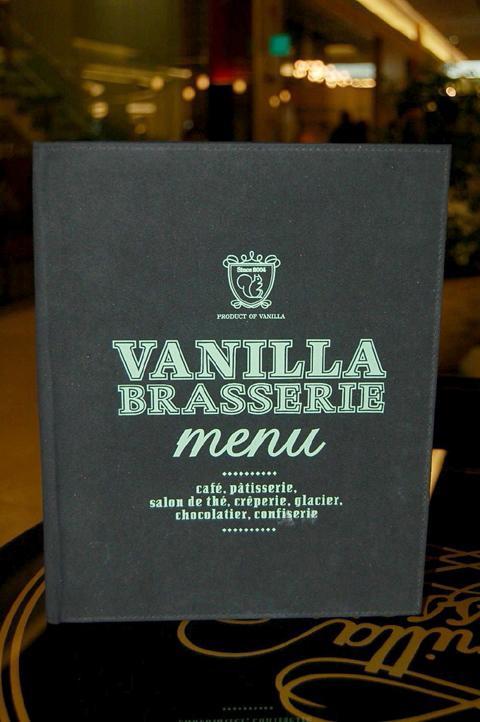 Since 2004
PRODUCT OF VANILLA
VANILLA
BRASSERIE
menu
café, pâtisserie,
salon de thé, crêperie, glacier,
chocolatier, confiserie